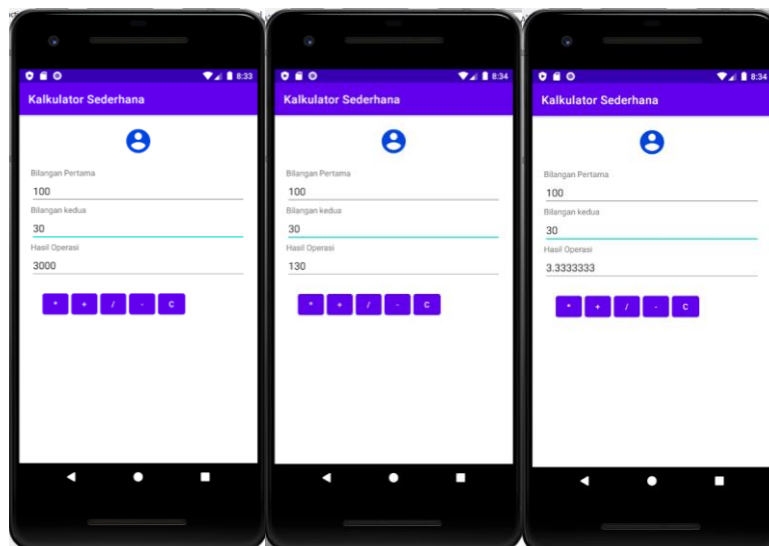 8:33
Kalkulator Sederhana
Bilangan Pertama
100
Bilangan kedua
30
Hasil Operasi
3000
* + / - C
8:34
Kalkulator Sederhana
Bilangan Pertama
100
Bilangan kedua
30
Hasil Operasi
130
* + / - C
8:34
Kalkulator Sederhana
Bilangan Pertama
100
Bilangan kedua
30
Hasil Operasi
3.3333333
* + / - C